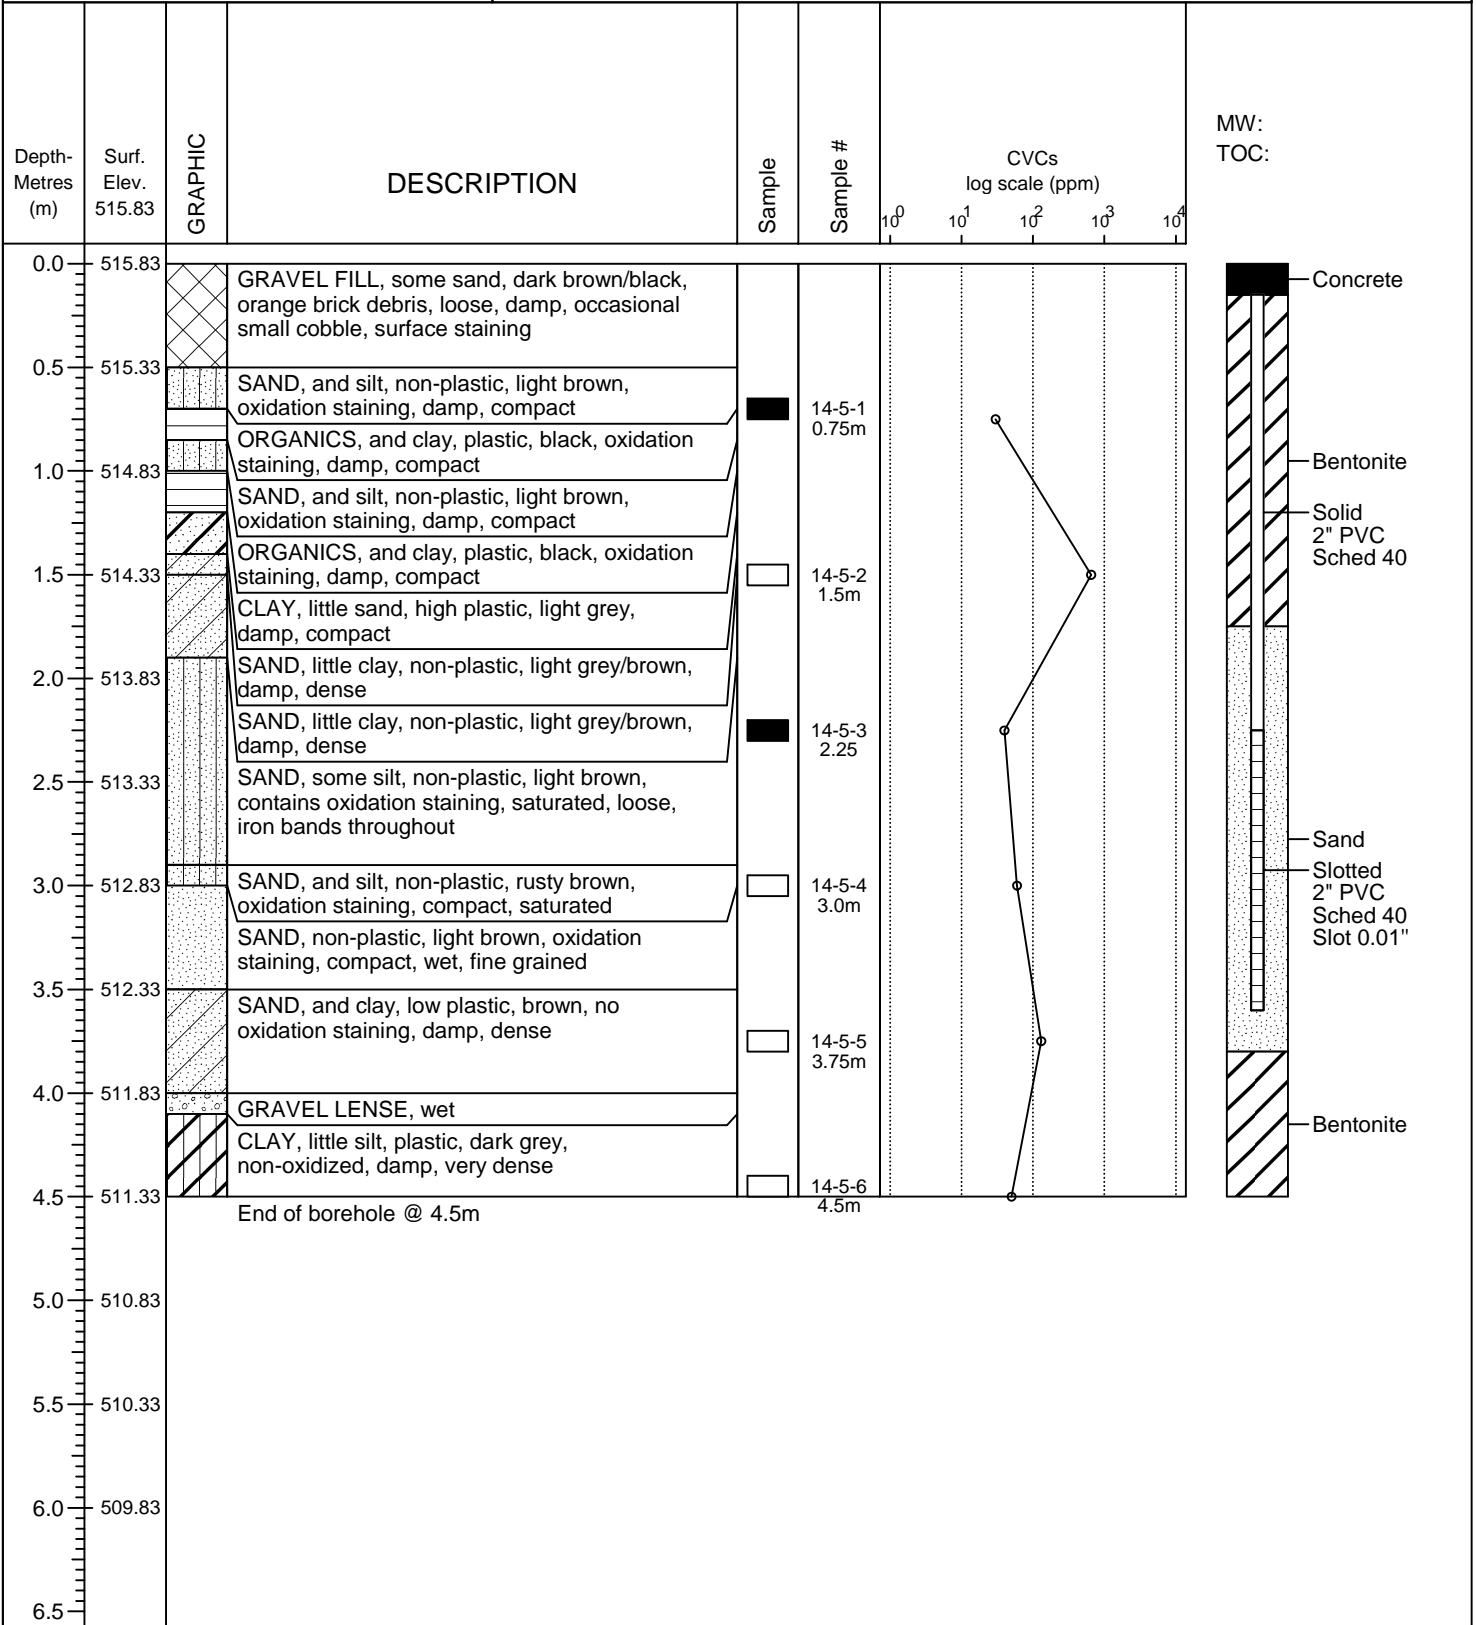 Depth-
Metres
(m)
Surf.
Elev.
515.83
GRAPHIC
DESCRIPTION
Sample
Sample #
CVCs
log scale (ppm)
10^0 10^1 10^2 10^3 10^4
MW:
TOC:
0.0
515.83
GRAVEL FILL, some sand, dark brown/black,
orange brick debris, loose, damp, occasional
small cobble, surface staining
Concrete
0.5
515.33
SAND, and silt, non-plastic, light brown,
oxidation staining, damp, compact
14-5-1
0.75m
ORGANICS, and clay, plastic, black, oxidation
staining, damp, compact
1.0
514.83
Bentonite
SAND, and silt, non-plastic, light brown,
oxidation staining, damp, compact
Solid
2" PVC
Sched 40
ORGANICS, and clay, plastic, black, oxidation
staining, damp, compact
1.5
514.33
14-5-2
1.5m
CLAY, little sand, high plastic, light grey,
damp, compact
SAND, little clay, non-plastic, light grey/brown,
damp, dense
2.0
513.83
SAND, little clay, non-plastic, light grey/brown,
damp, dense
14-5-3
2.25
2.5
513.33
SAND, some silt, non-plastic, light brown,
contains oxidation staining, saturated, loose,
iron bands throughout
Sand
Slotted
2" PVC
Sched 40
Slot 0.01"
3.0
512.83
SAND, and silt, non-plastic, rusty brown,
oxidation staining, compact, saturated
14-5-4
3.0m
SAND, non-plastic, light brown, oxidation
staining, compact, wet, fine grained
3.5
512.33
SAND, and clay, low plastic, brown, no
oxidation staining, damp, dense
14-5-5
3.75m
4.0
511.83
GRAVEL LENSE, wet
Bentonite
CLAY, little silt, plastic, dark grey,
non-oxidized, damp, very dense
4.5
511.33
14-5-6
4.5m
End of borehole @ 4.5m
5.0
510.83
5.5
510.33
6.0
509.83
6.5